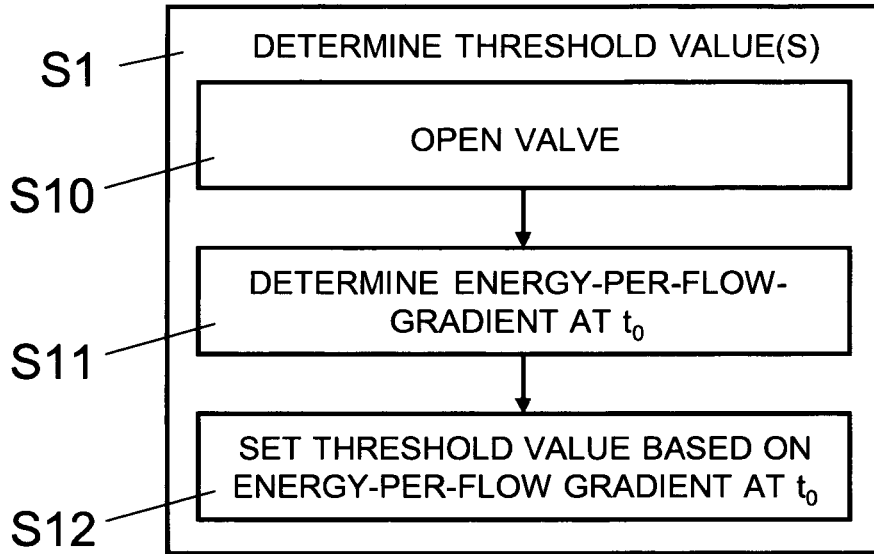 S1
DETERMINE THRESHOLD VALUE(S)
OPEN VALVE
S10
DETERMINE ENERGY-PER-FLOW-
GRADIENT AT t₀
S11
SET THRESHOLD VALUE BASED ON
ENERGY-PER-FLOW GRADIENT AT t₀
S12